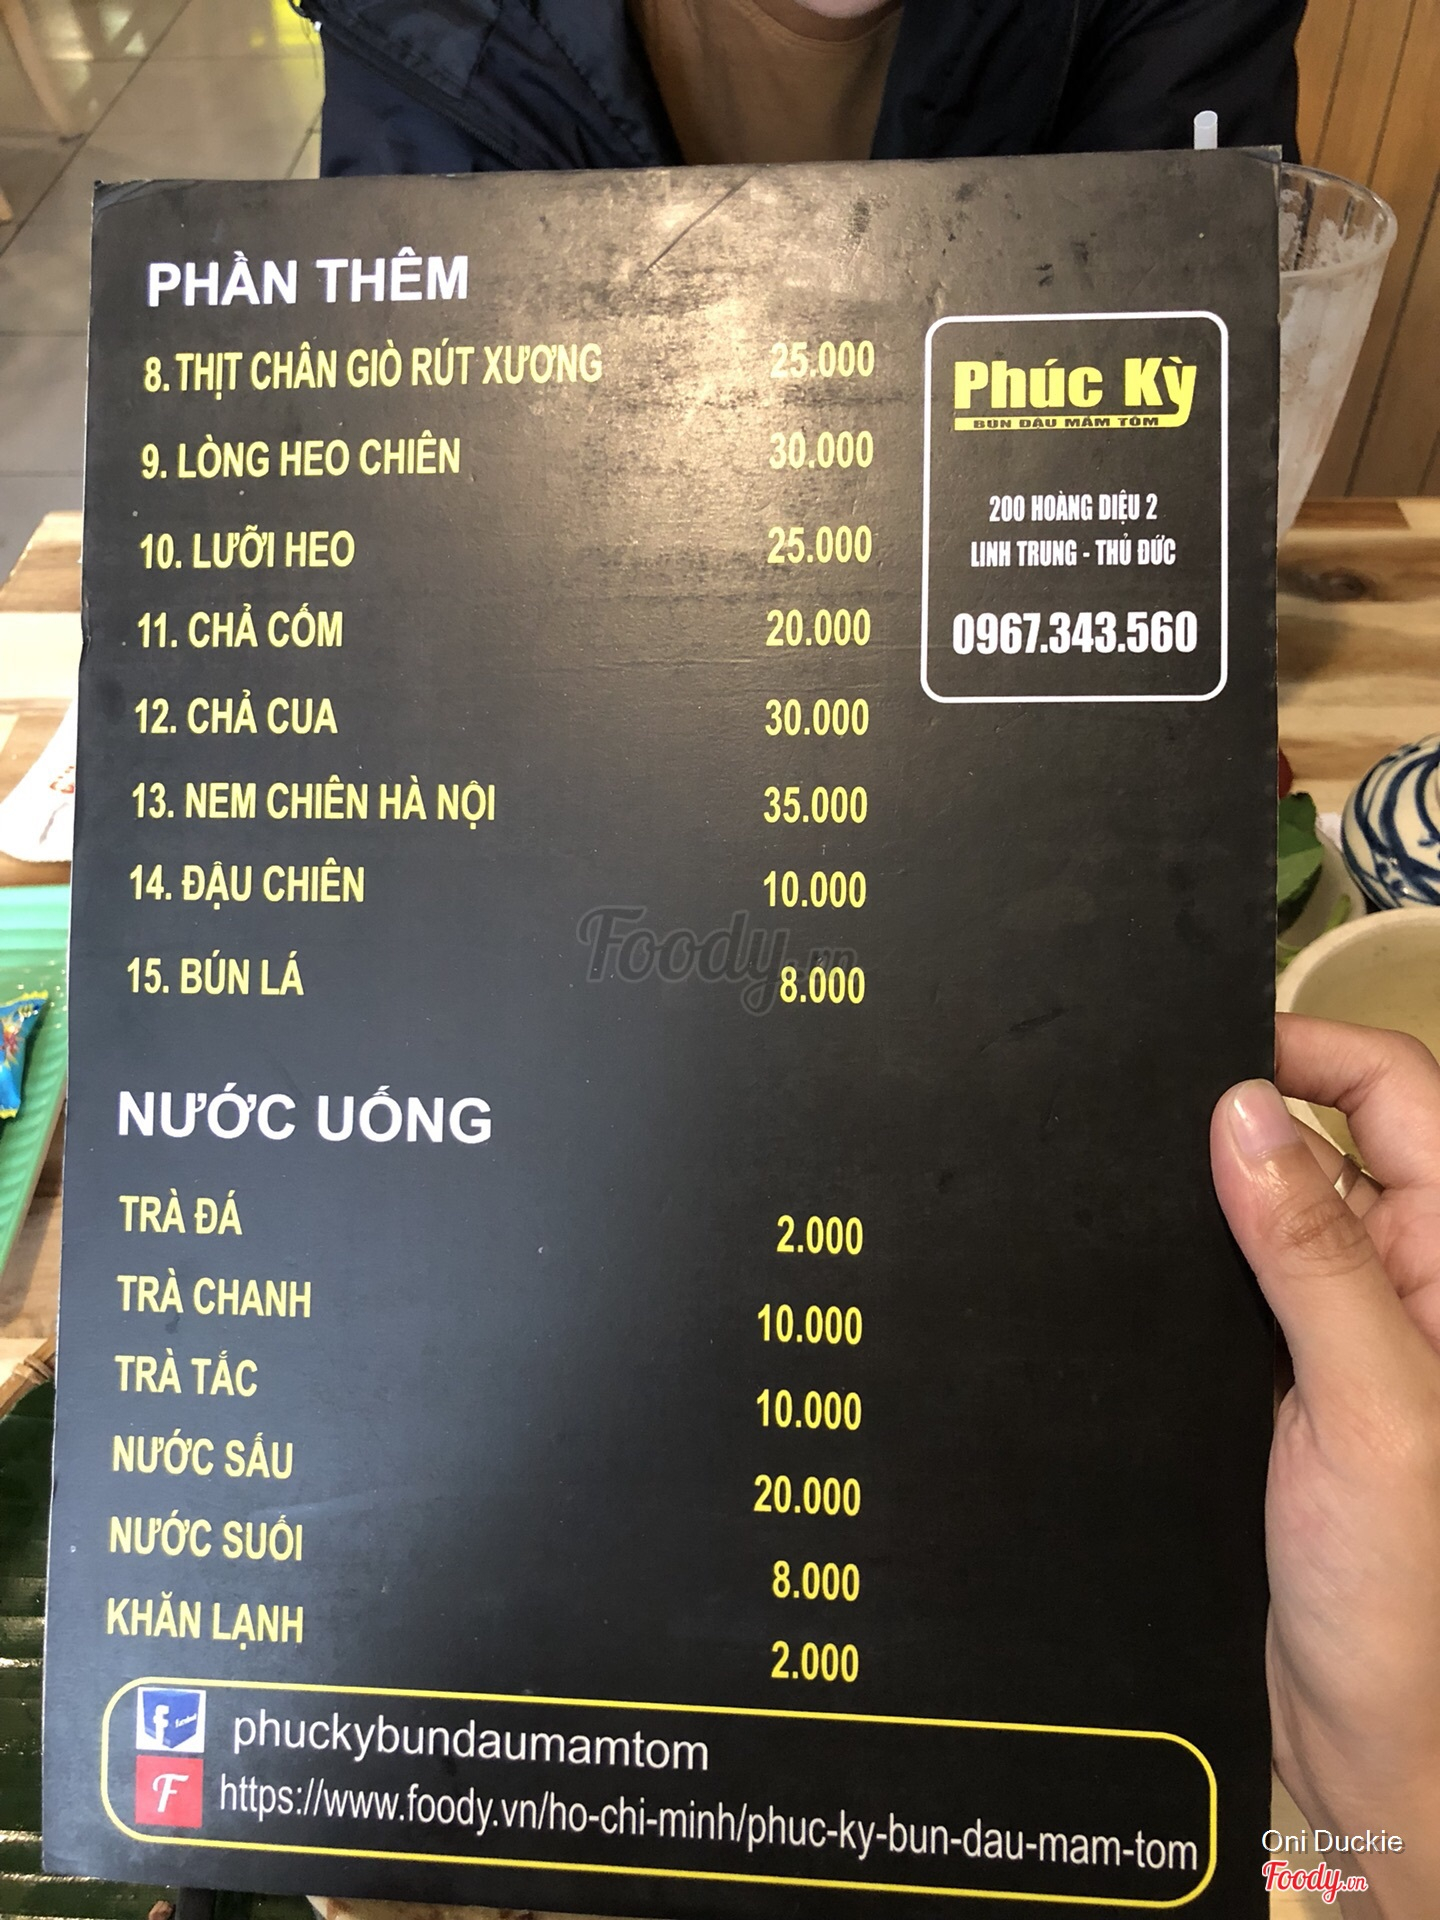 PHẦN THÊM
8. THỊT CHÂN GIÒ RÚT XƯƠNG 25.000
9. LÒNG HEO CHIÊN 30.000
10. LƯỠI HEO 25.000
11. CHẢ CỐM 20.000
12. CHẢ CUA 30.000
13. NEM CHIÊN HÀ NỘI 35.000
14. ĐẬU CHIÊN 10.000
15. BÚN LÁ 8.000
Phúc Kỳ
BÚN ĐẬU MẮM TÔM
200 HOÀNG DIỆU 2
LINH TRUNG - THỦ ĐỨC
0967.343.560
Foody.vn
NƯỚC UỐNG
TRÀ ĐÁ 2.000
TRÀ CHANH 10.000
TRÀ TẮC 10.000
NƯỚC SẤU 20.000
NƯỚC SUỐI 8.000
KHĂN LẠNH 2.000
f facebook
phuckybundaumamtom
F
https://www.foody.vn/ho-chi-minh/phuc-ky-bun-dau-mam-tom
Oni Duckie
Foody.vn